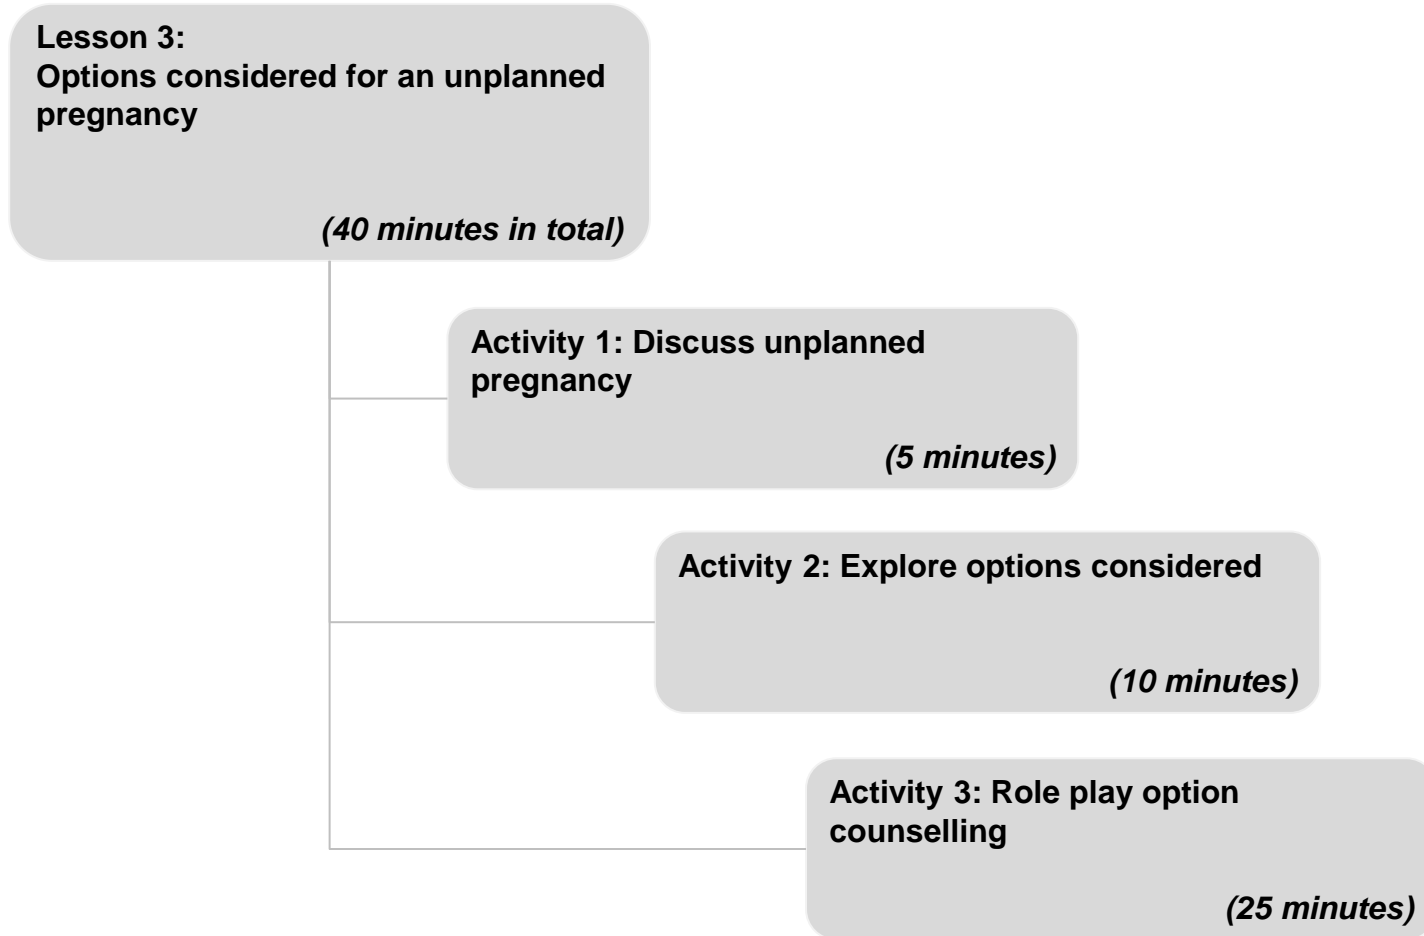 Lesson 3:
Options considered for an unplanned
pregnancy
(40 minutes in total)
Activity 1: Discuss unplanned
pregnancy
(5 minutes)
Activity 2: Explore options considered
(10 minutes)
Activity 3: Role play option
counselling
(25 minutes)